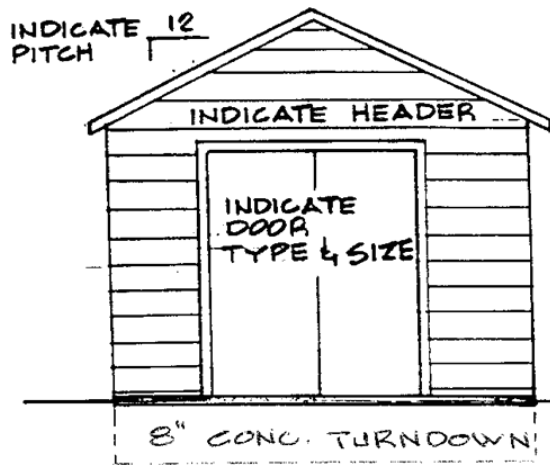 INDICATE PITCH
12
INDICATE HEADER
INDICATE
DOOR
TYPE & SIZE
8" CONC. TURNDOWN